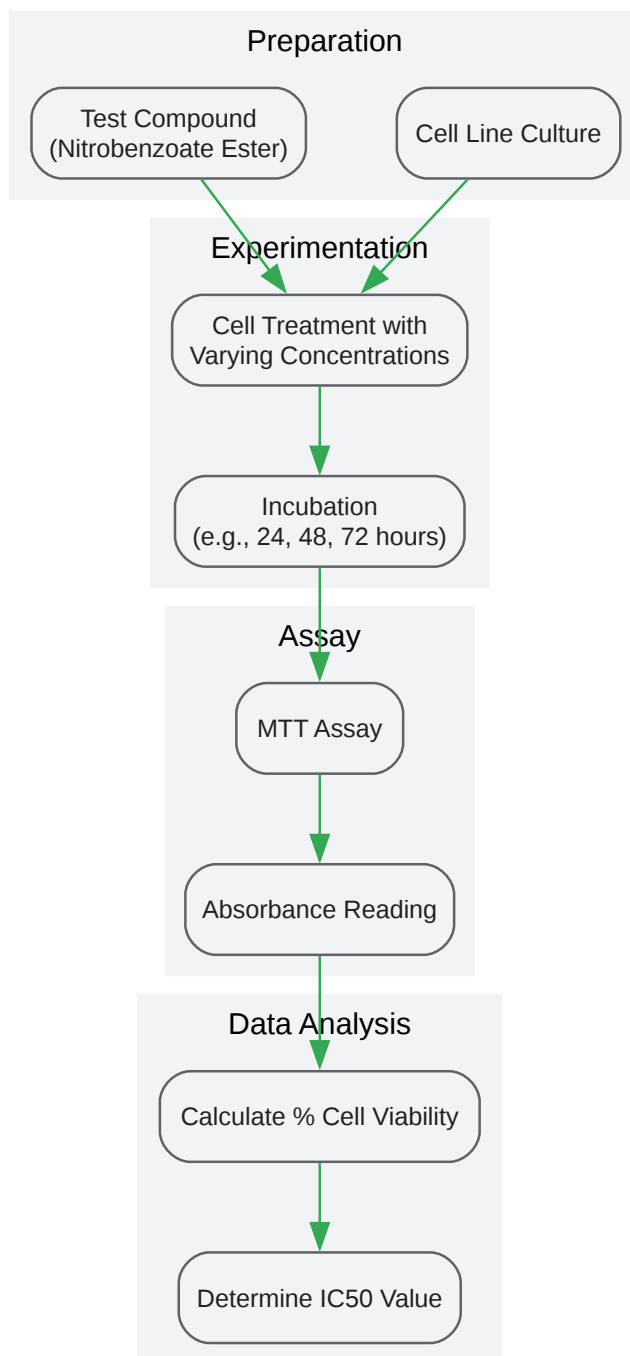 Preparation
Test Compound
(Nitrobenzoate Ester)
Cell Line Culture
Experimentation
Cell Treatment with
Varying Concentrations
Incubation
(e.g., 24, 48, 72 hours)
Assay
MTT Assay
Absorbance Reading
Data Analysis
Calculate % Cell Viability
Determine IC50 Value